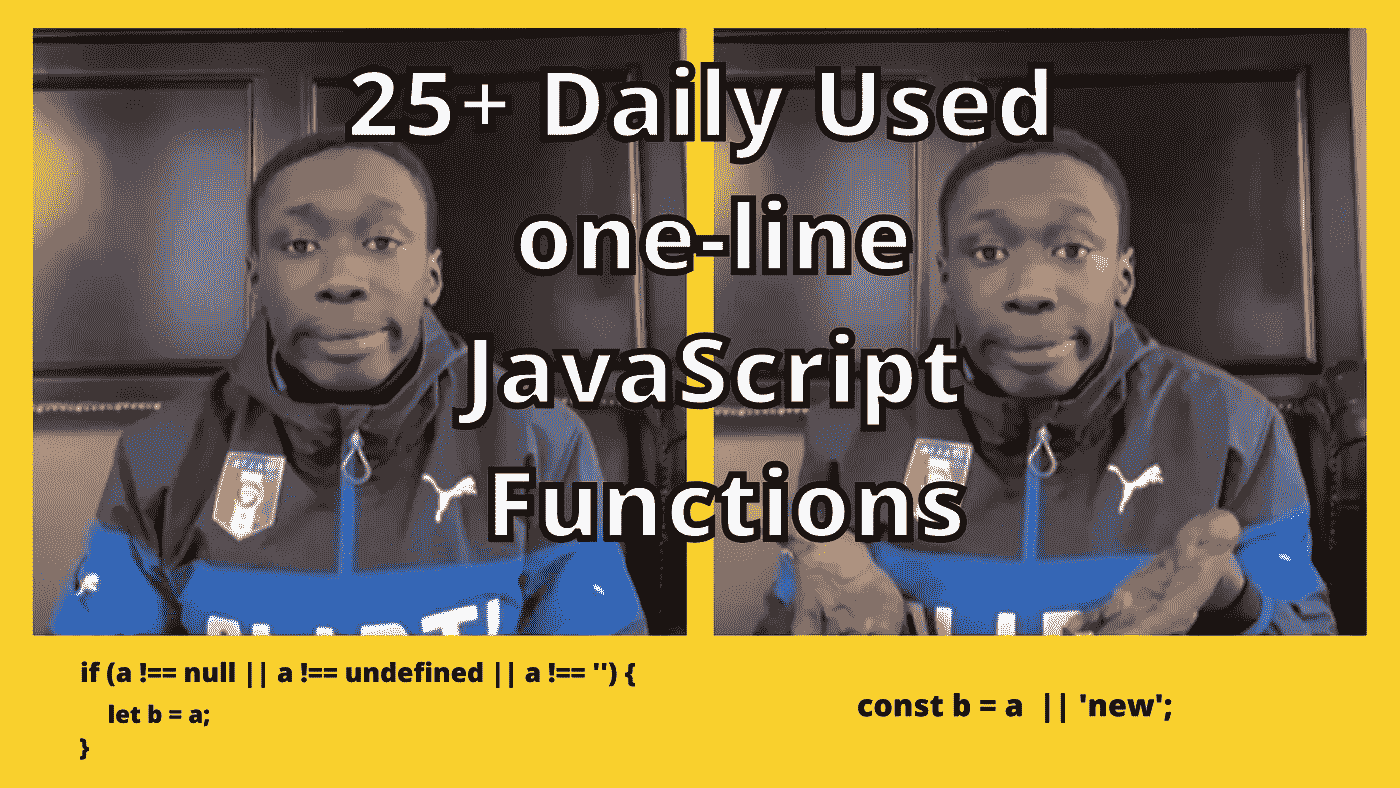 25+ Daily Used
one-line
JavaScript
Functions
if (a !== null || a !== undefined || a !== '') {
let b = a;
}
const b = a || 'new';